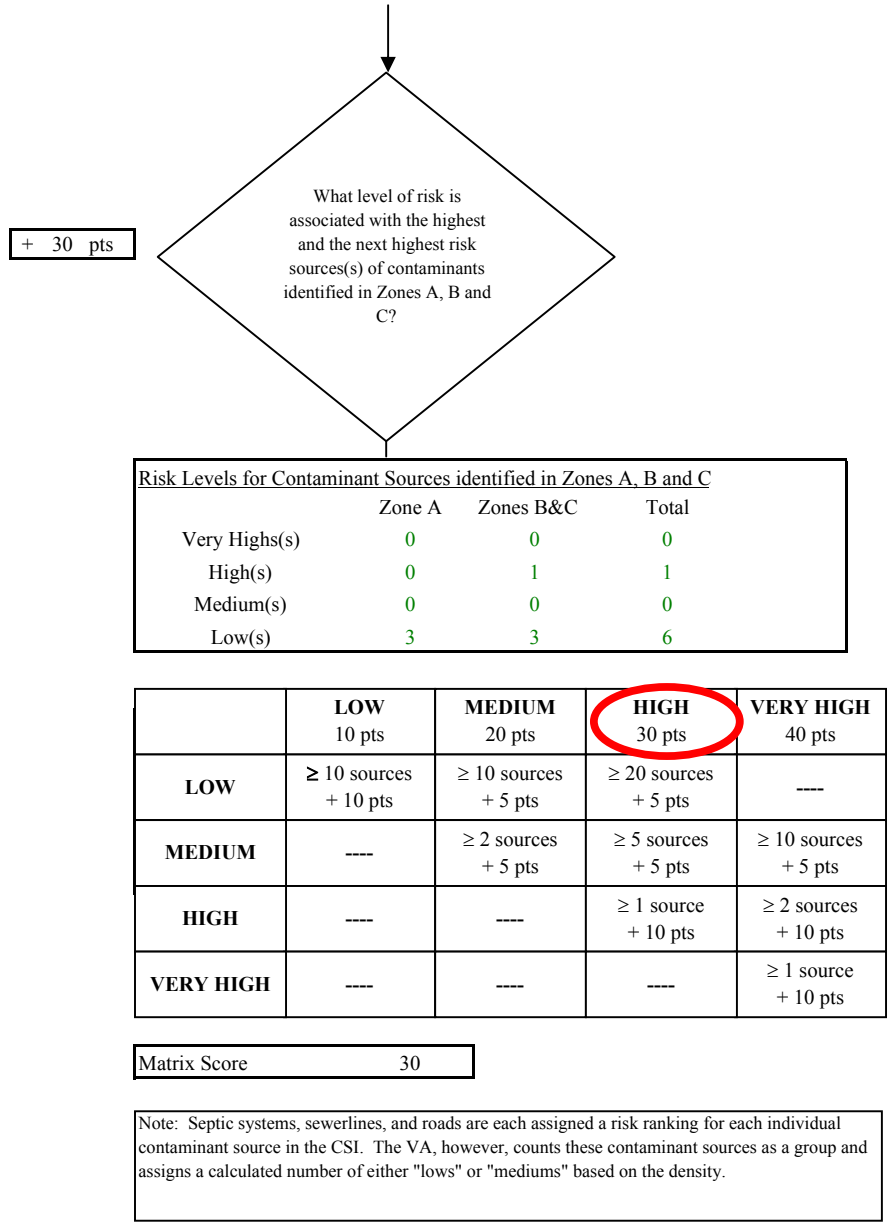 What level of risk is
associated with the highest
and the next highest risk
sources(s) of contaminants
identified in Zones A, B and
C?
+ 30 pts
Risk Levels for Contaminant Sources identified in Zones A, B and C
Zone A Zones B&C Total
Very Highs(s) 0 0 0
High(s) 0 1 1
Medium(s) 0 0 0
Low(s) 3 3 6
LOW MEDIUM HIGH VERY HIGH
10 pts 20 pts 30 pts 40 pts
LOW ≥ 10 sources ≥ 10 sources ≥ 20 sources ----
+ 10 pts + 5 pts + 5 pts
MEDIUM ---- ≥ 2 sources ≥ 5 sources ≥ 10 sources
+ 5 pts + 5 pts + 5 pts
HIGH ---- ---- ≥ 1 source ≥ 2 sources
+ 10 pts + 10 pts
VERY HIGH ---- ---- ---- ≥ 1 source
+ 10 pts
Matrix Score 30
Note: Septic systems, sewerlines, and roads are each assigned a risk ranking for each individual
contaminant source in the CSI. The VA, however, counts these contaminant sources as a group and
assigns a calculated number of either "lows" or "mediums" based on the density.